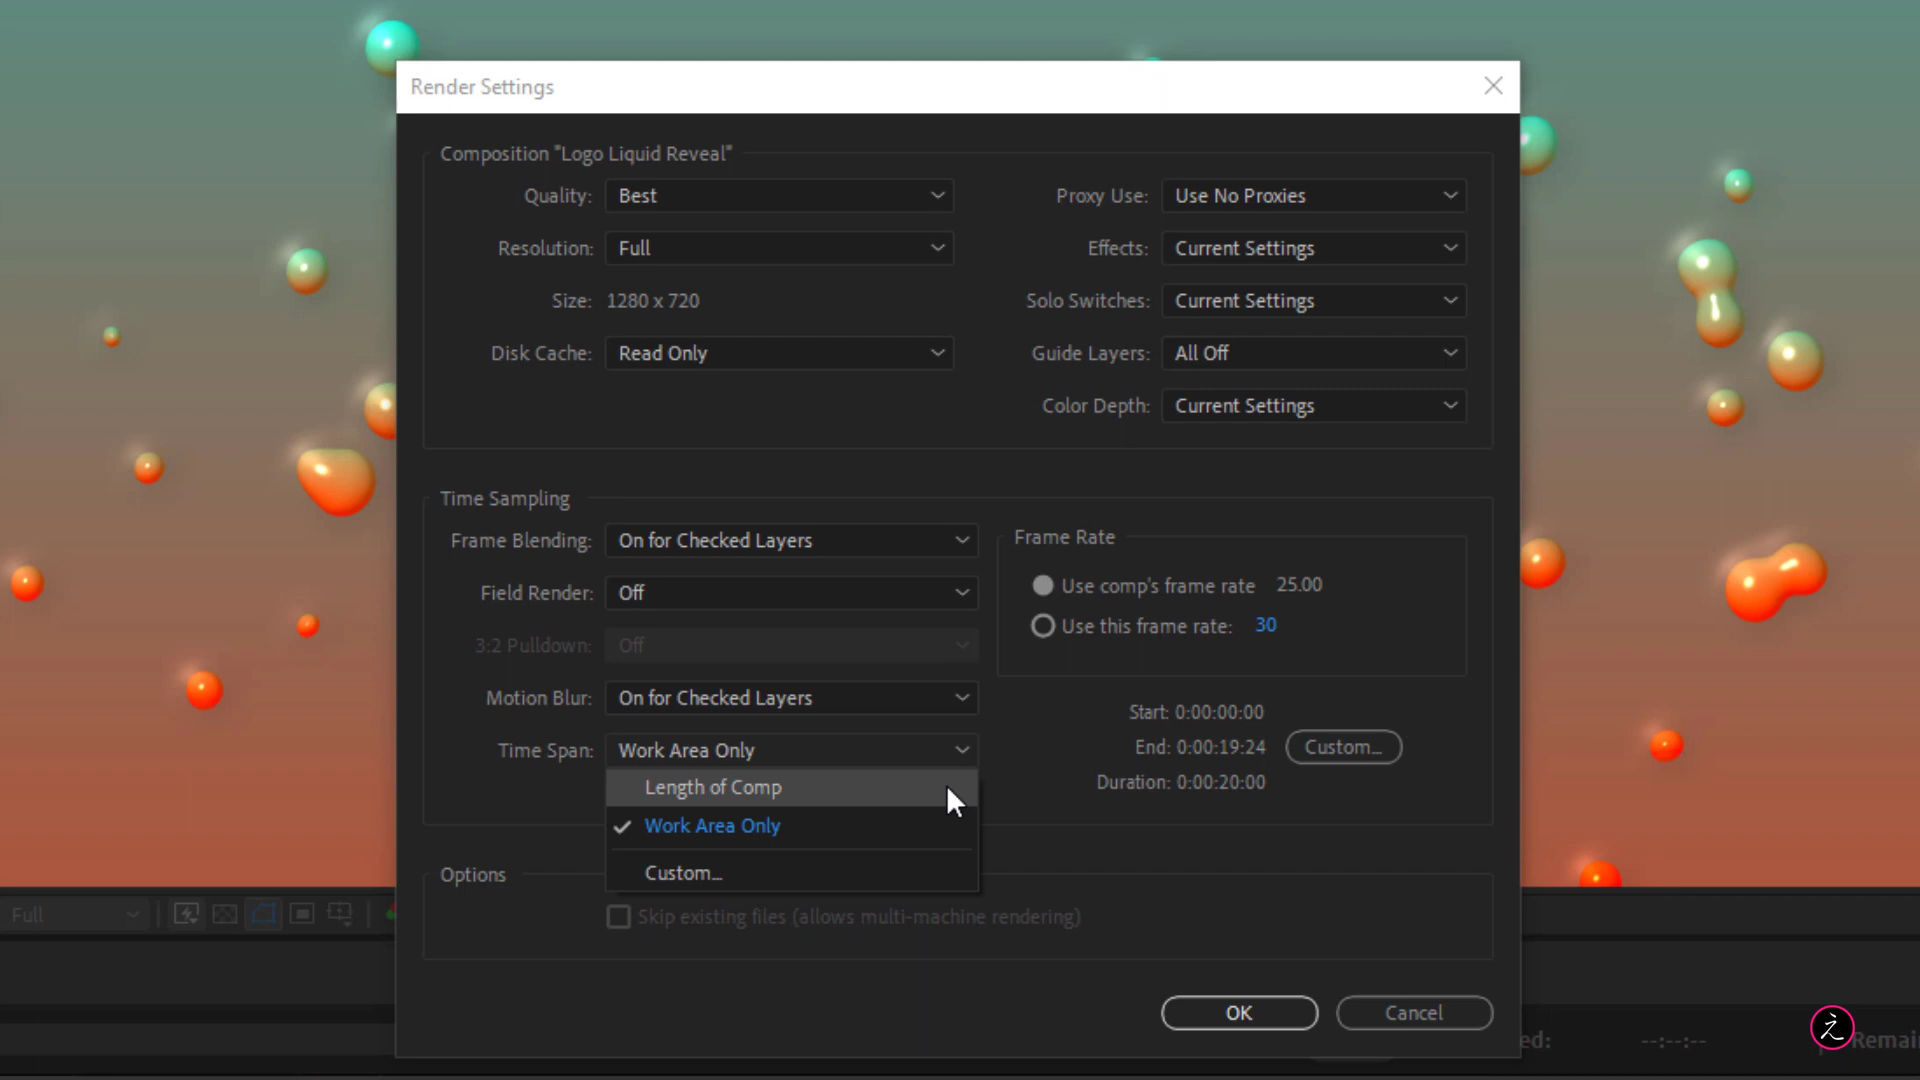 Render Settings
Composition "Logo Liquid Reveal"
Quality: Best
Proxy Use: Use No Proxies
Resolution: Full
Effects: Current Settings
Size: 1280 x 720
Solo Switches: Current Settings
Disk Cache: Read Only
Guide Layers: All Off
Color Depth: Current Settings
Time Sampling
Frame Blending: On for Checked Layers
Frame Rate
Use comp's frame rate 25.00
Field Render: Off
Use this frame rate: 30
3:2 Pulldown: Off
Motion Blur: On for Checked Layers
Start: 0:00:00:00
Time Span: Work Area Only
End: 0:00:19:24 Custom...
Length of Comp
Duration: 0:00:20:00
Work Area Only
Custom...
Options
Full
Skip existing files (allows multi-machine rendering)
OK
Cancel
ed: --:--:-- Remai
え